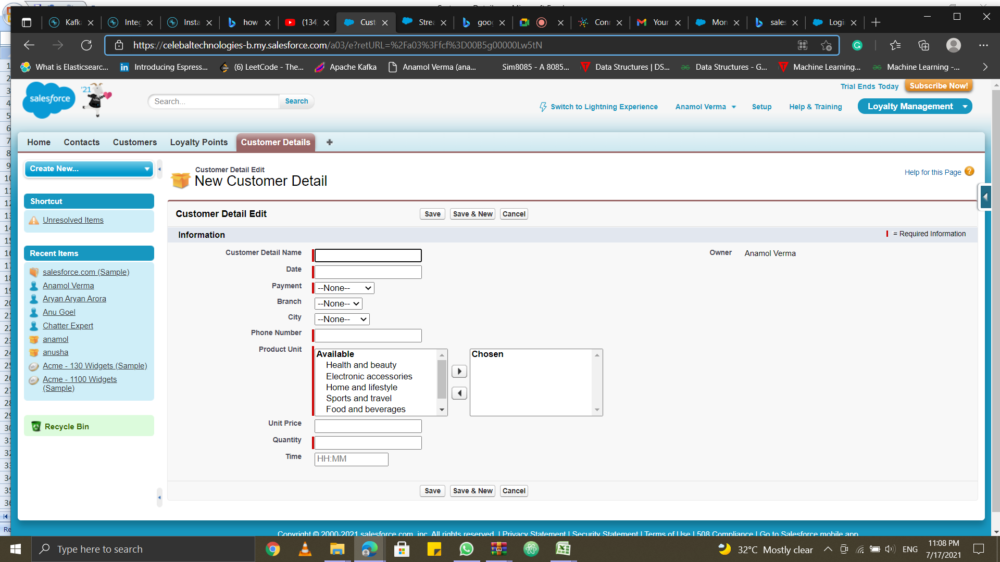 Kafk
Integ
Insta
how
(134
Cust
Strea
goog
Conn
Your
Mon
sales
Login
https://celebaltechnologies-b.my.salesforce.com/a03/e?retURL=%2Fa03%3Ffcf%3D00B5g00000Lw5tN
What is Elasticsearc...
Introducing Espress...
(6) LeetCode - The...
Apache Kafka
Anamol Verma (ana...
Sim8085 - A 8085...
Data Structures | DS...
Data Structures - G...
Machine Learning...
Machine Learning -...
salesforce
'21
Search...
Search
Trial Ends Today
Subscribe Now!
Switch to Lightning Experience
Anamol Verma
Setup
Help & Training
Loyalty Management
Home
Contacts
Customers
Loyalty Points
Customer Details
Create New...
Shortcut
Unresolved Items
Recent Items
salesforce.com (Sample)
Anamol Verma
Aryan Aryan Arora
Anu Goel
Chatter Expert
anamol
anusha
Acme - 130 Widgets (Sample)
Acme - 1100 Widgets
(Sample)
Recycle Bin
Customer Detail Edit
New Customer Detail
Help for this Page
Customer Detail Edit
Save
Save & New
Cancel
Information
= Required Information
Customer Detail Name
Owner
Anamol Verma
Date
Payment
--None--
Branch
--None--
City
--None--
Phone Number
Product Unit
Available
Health and beauty
Electronic accessories
Home and lifestyle
Sports and travel
Food and beverages
Chosen
Unit Price
Quantity
Time
HH:MM
Save
Save & New
Cancel
Copyright © 2000-2021 salesforce.com, inc. All rights reserved. | Privacy Statement | Security Statement | Terms of Use | 508 Compliance | Go to Salesforce mobile app
Type here to search
32°C Mostly clear
ENG
11:08 PM
7/17/2021